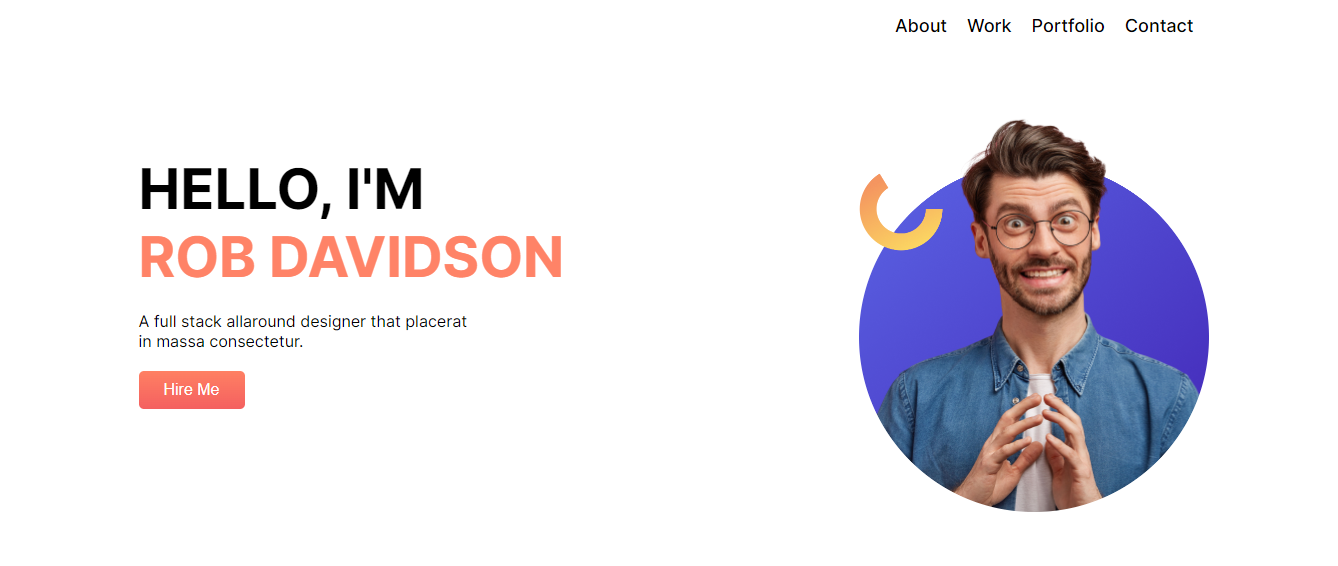 About Work Portfolio Contact
HELLO, I'M
ROB DAVIDSON
A full stack allaround designer that placerat
in massa consectetur.
Hire Me